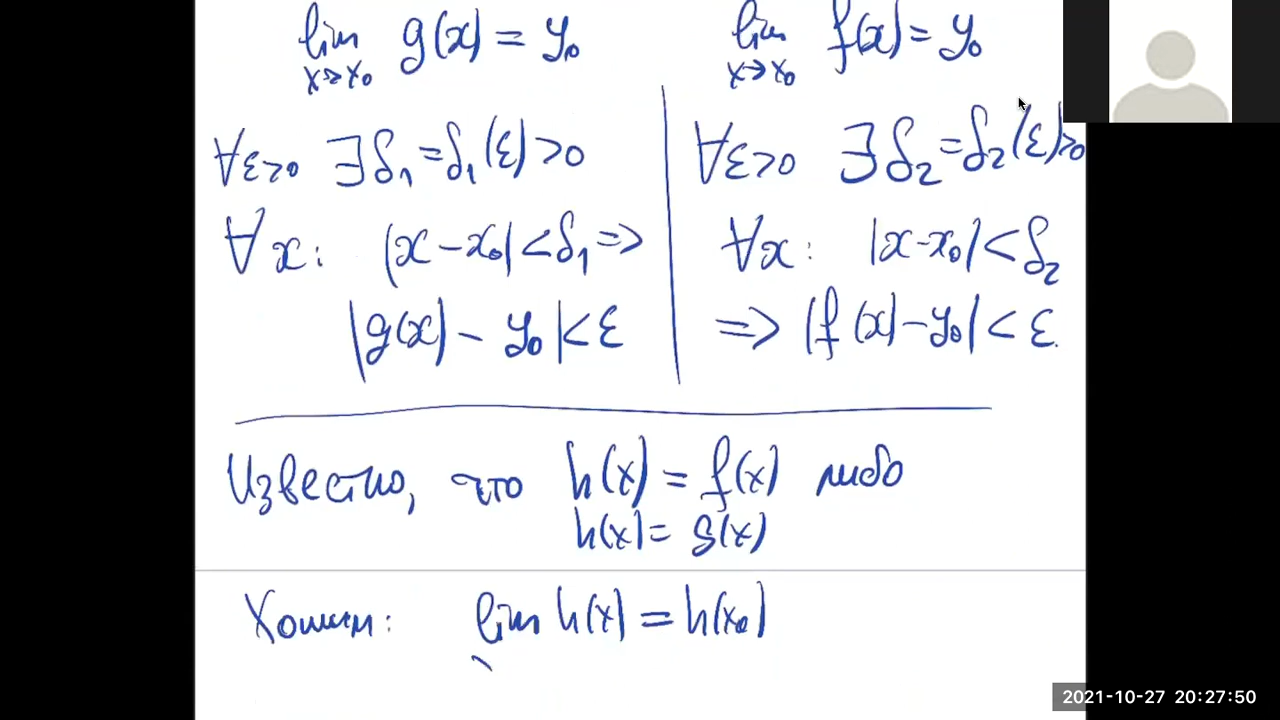 lim g(x) = y₀
x→x₀
lim f(x) = y₀
x→x₀
∀ε>0 ∃δ₁=δ₁(ε)>0
∀x: |x-x₀|<δ₁ =>
|g(x) - y₀|<ε
∀ε>0 ∃δ₂=δ₂(ε)>0
∀x: |x-x₀|<δ₂
=> |f(x)-y₀|<ε.
Известно, что h(x) = f(x) либо
h(x) = g(x)
Хотим: lim h(x) = h(x₀)
2021-10-27 20:27:50